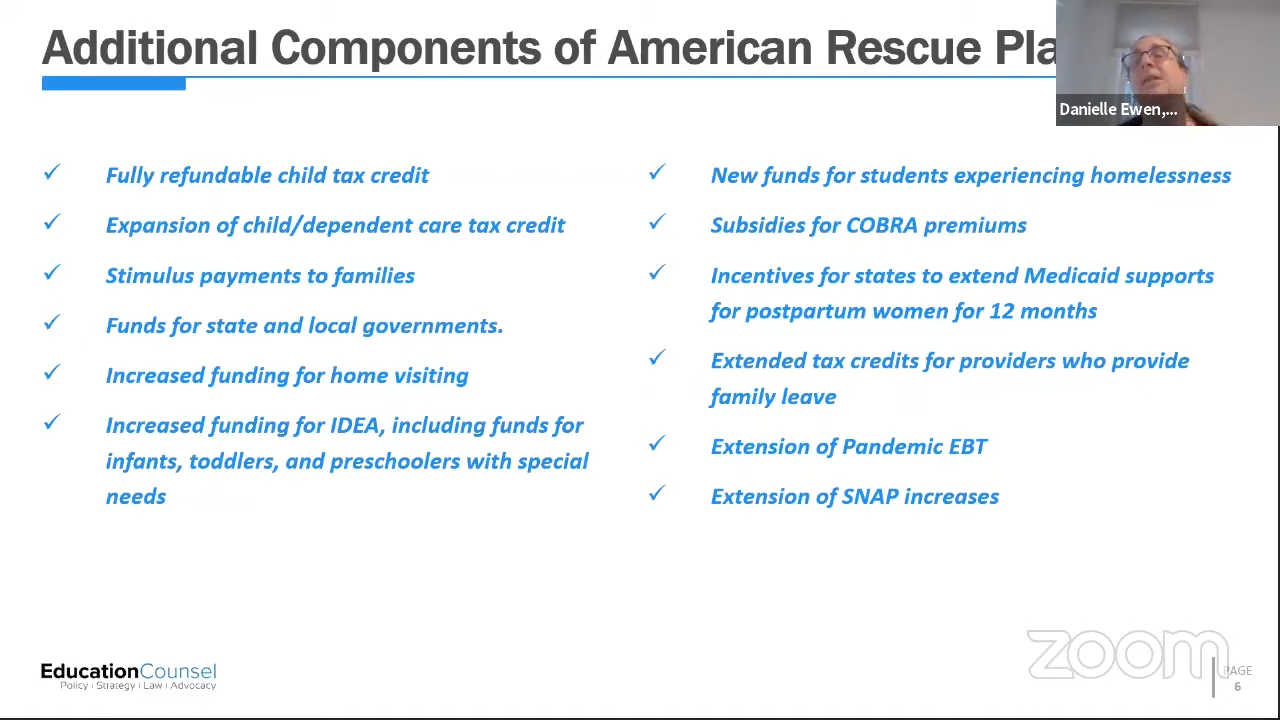 Additional Components of American Rescue Pla
Danielle Ewen,...
Fully refundable child tax credit
Expansion of child/dependent care tax credit
Stimulus payments to families
Funds for state and local governments.
Increased funding for home visiting
Increased funding for IDEA, including funds for
infants, toddlers, and preschoolers with special
needs
New funds for students experiencing homelessness
Subsidies for COBRA premiums
Incentives for states to extend Medicaid supports
for postpartum women for 12 months
Extended tax credits for providers who provide
family leave
Extension of Pandemic EBT
Extension of SNAP increases
EducationCounsel
Policy | Strategy | Law | Advocacy
zoom
PAGE
6